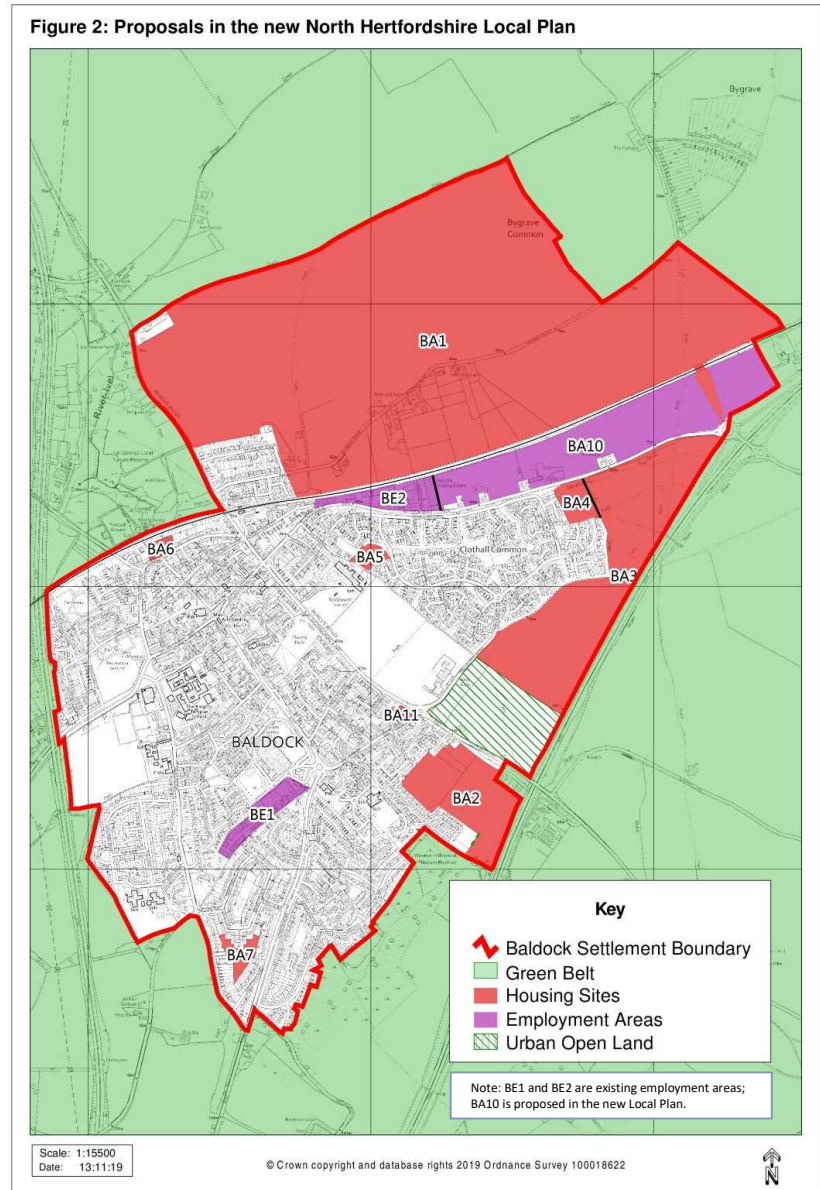 Figure 2: Proposals in the new North Hertfordshire Local Plan
Bygrave
Bygrave
Common
River Ivel
BA1
BA10
BE2
BA4
BA6
BA5
Clothall Common
BA3
BA11
BALDOCK
BA2
BE1
BA7
Key
Baldock Settlement Boundary
Green Belt
Housing Sites
Employment Areas
Urban Open Land
Note: BE1 and BE2 are existing employment areas;
BA10 is proposed in the new Local Plan.
Scale: 1:15500
Date: 13:11:19
© Crown copyright and database rights 2019 Ordnance Survey 100018622
N